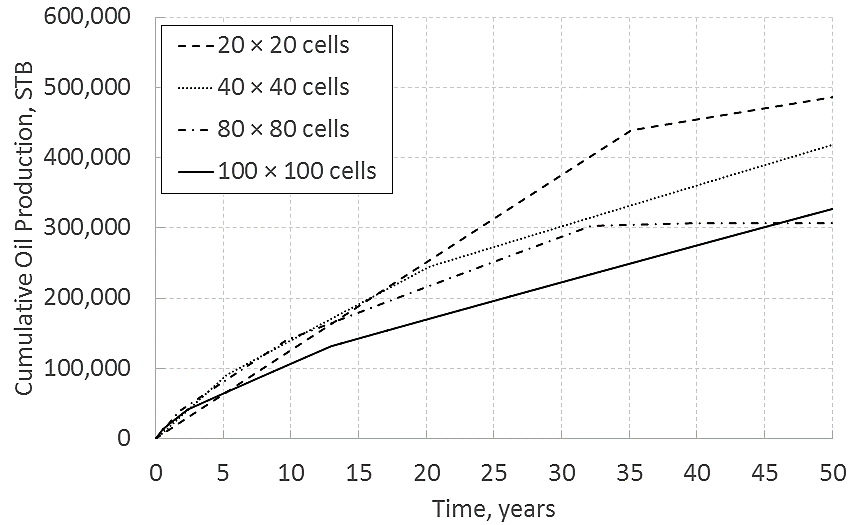 600,000
500,000
400,000
300,000
200,000
100,000
0
Cumulative Oil Production, STB
20 × 20 cells
40 × 40 cells
80 × 80 cells
100 × 100 cells
0 5 10 15 20 25 30 35 40 45 50
Time, years